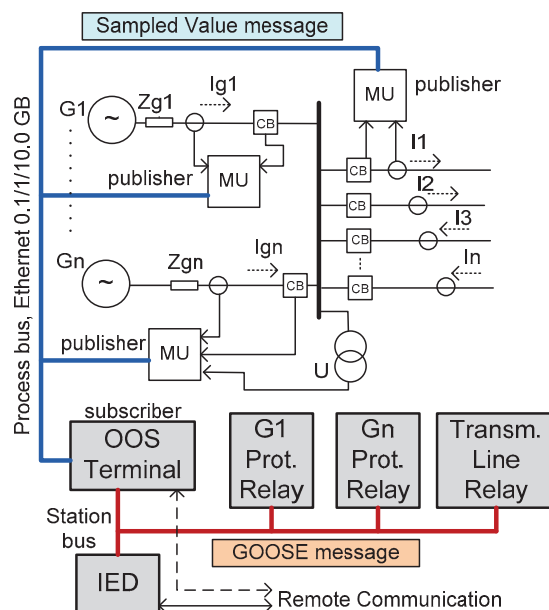 Sampled Value message
Process bus, Ethernet 0.1/1/10.0 GB
G1
~
Zg1
Ig1
CB
publisher
MU
MU
publisher
CB
I1
CB
I2
CB
I3
CB
In
Gn
~
Zgn
Ign
CB
publisher
MU
U
subscriber
OOS
Terminal
G1
Prot.
Relay
Gn
Prot.
Relay
Transm.
Line
Relay
Station
bus
GOOSE message
IED
Remote Communication